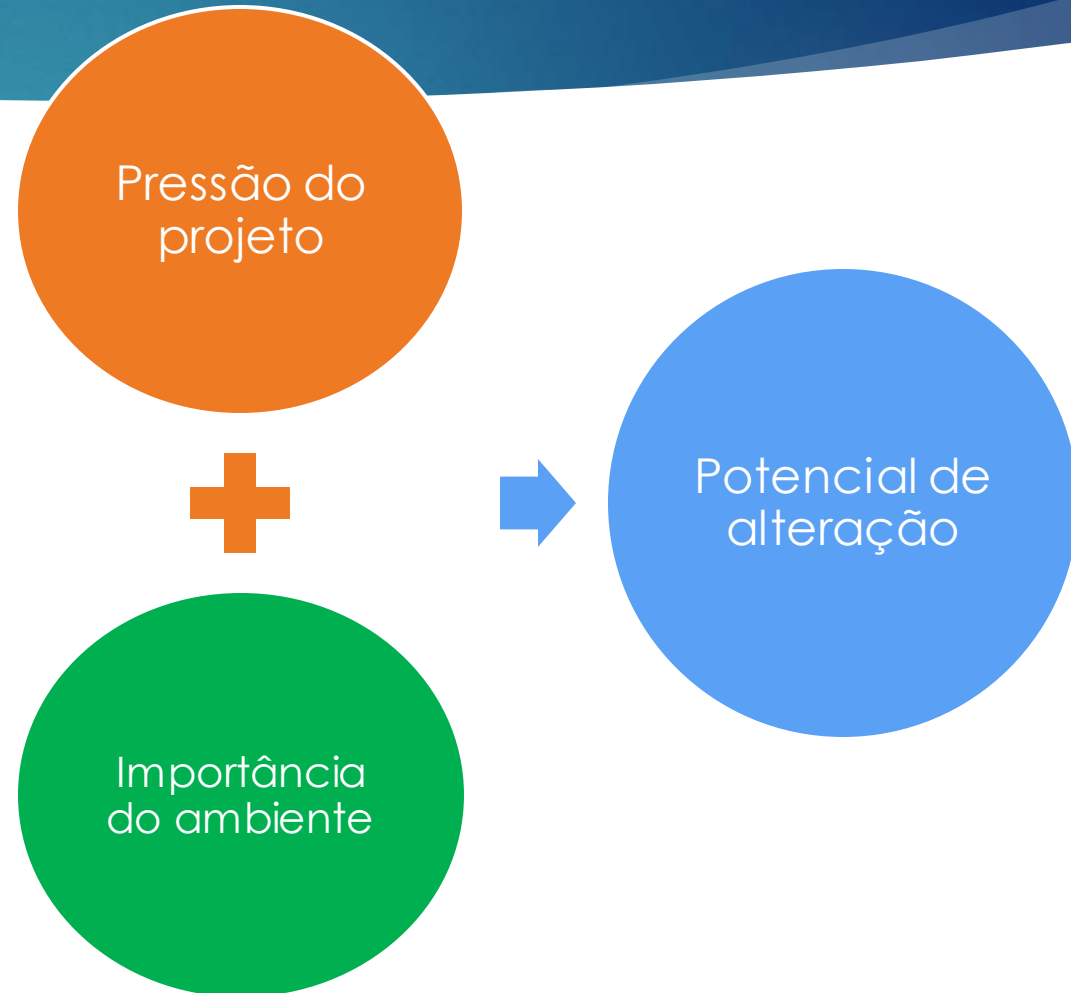 Pressão do
projeto
Importância
do ambiente
Potencial de
alteração